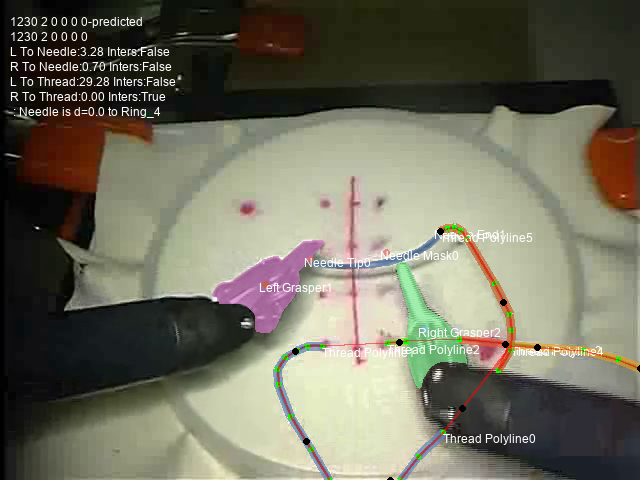 1230 2 0 0 0 0-predicted
1230 2 0 0 0 0
L To Needle:3.28 Inters:False
R To Needle:0.70 Inters:False
L To Thread:29.28 Inters:False
R To Thread:0.00 Inters:True
: Needle is d=0.0 to Ring_4
Thread Polyline5
Needle Tip0
Needle Mask0
Left Grasper1
Right Grasper2
Thread Polyline2
Thread Polyline0